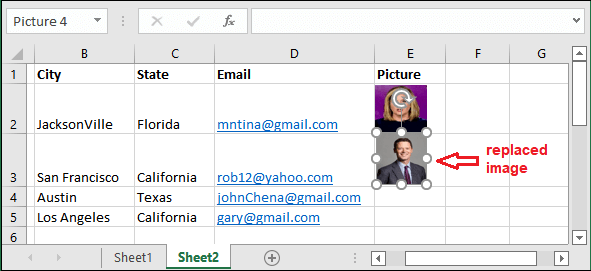 Picture 4 fx
B C D E F G
1 City State Email Picture
2 JacksonVille Florida mntina@gmail.com
replaced
image
3 San Francisco California rob12@yahoo.com
4 Austin Texas johnChena@gmail.com
5 Los Angeles California gary@gmail.com
6
Sheet1 Sheet2